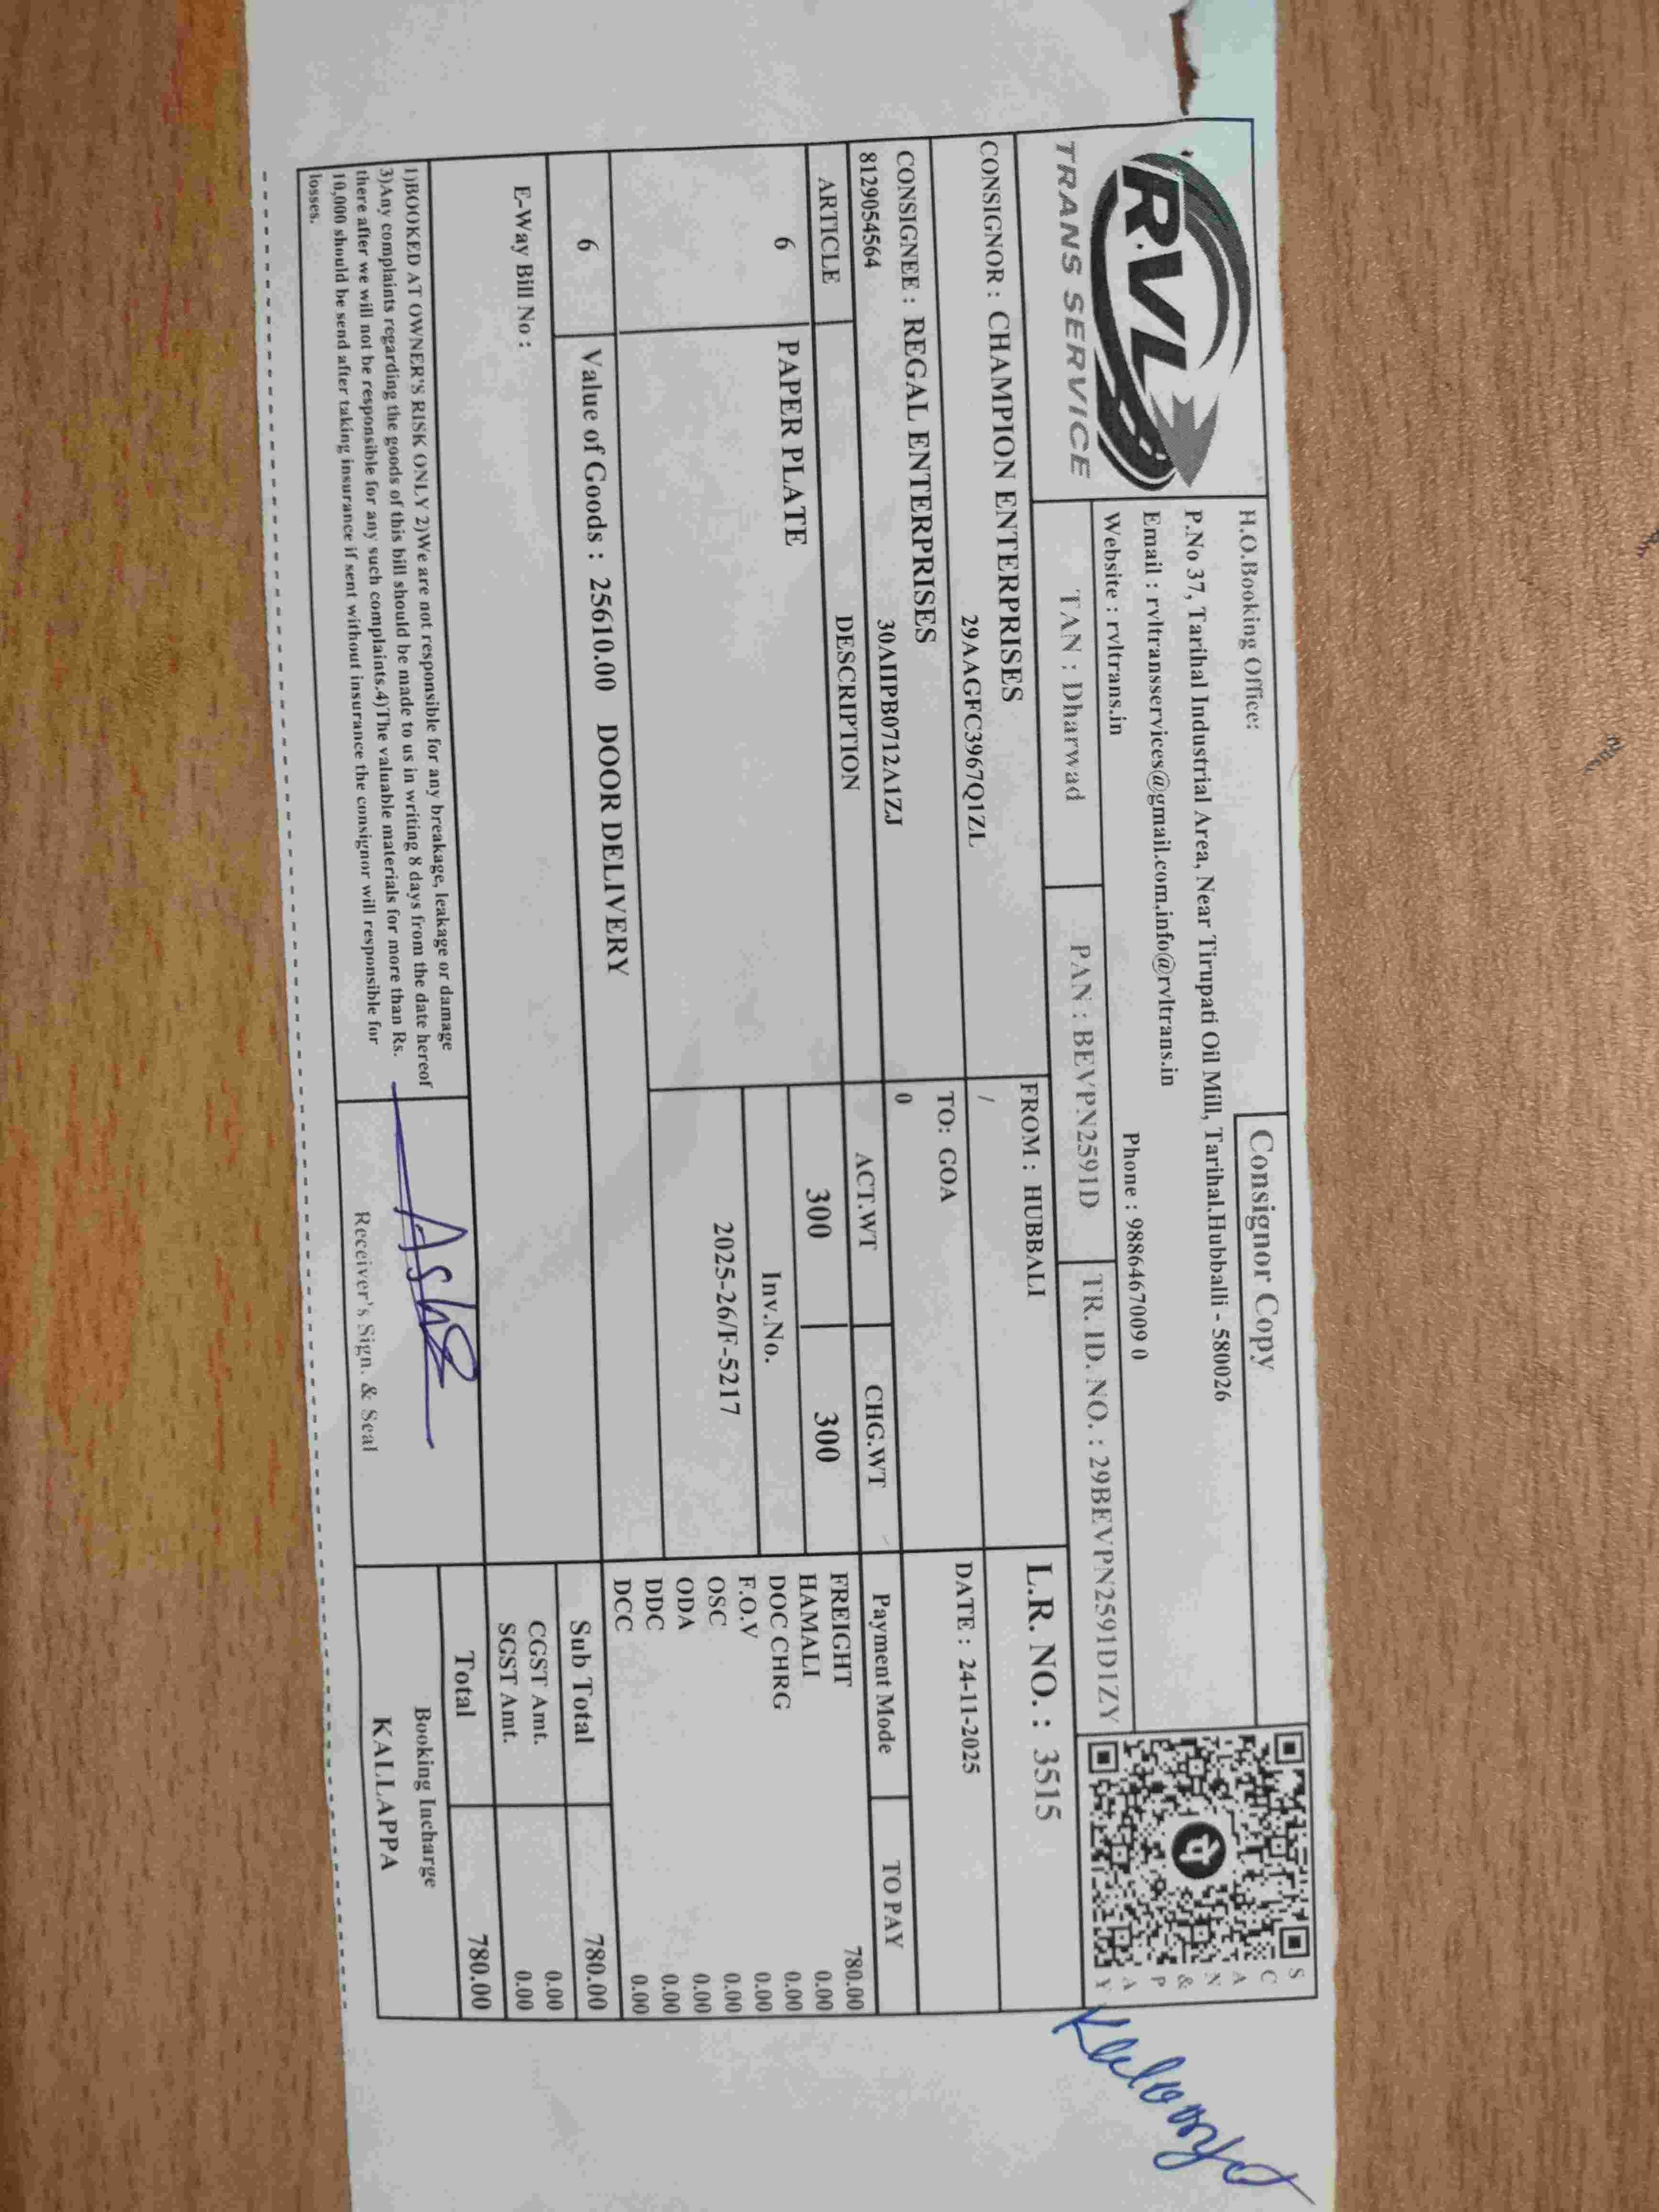 RVL
TRANS SERVICE
H.O.Booking Office:
Consignor Copy
P.No 37, Tarihal Industrial Area, Near Tirupati Oil Mill, Tarihal.Hubballi - 580026
Email : rvltransservices@gmail.com,info@rvltrans.in
Website : rvltrans.in
Phone : 9886467009 0
SCAN & PAY
TAN : Dharwad
PAN : BEVPN2591D
TR. ID. NO. : 29BEVPN2591D1ZY
CONSIGNOR : CHAMPION ENTERPRISES
29AAGFC3967Q1ZL
FROM : HUBBALI
/
L.R. NO. : 3515
CONSIGNEE : REGAL ENTERPRISES
8129054564 30AIIPB0712A1ZJ
TO: GOA
0
DATE : 24-11-2025
ARTICLE DESCRIPTION ACT.WT CHG.WT Payment Mode TO PAY
6 PAPER PLATE 300 300
Inv.No.
2025-26/F-5217
FREIGHT 780.00
HAMALI 0.00
DOC CHRG 0.00
F.O.V 0.00
OSC 0.00
ODA 0.00
DDC 0.00
DCC 0.00
6 Value of Goods : 25610.00 DOOR DELIVERY
Sub Total 780.00
E-Way Bill No :
CGST Amt. 0.00
SGST Amt. 0.00
Total 780.00
1)BOOKED AT OWNER'S RISK ONLY 2)We are not responsible for any breakage, leakage or damage
3)Any complaints regarding the goods of this bill should be made to us in writing 8 days from the date hereof
there after we will not be responsible for any such complaints.4)The valuable materials for more than Rs.
10,000 should be send after taking insurance if sent without insurance the consignor will responsible for
losses.
Receiver's Sign. & Seal
Booking Incharge
KALLAPPA